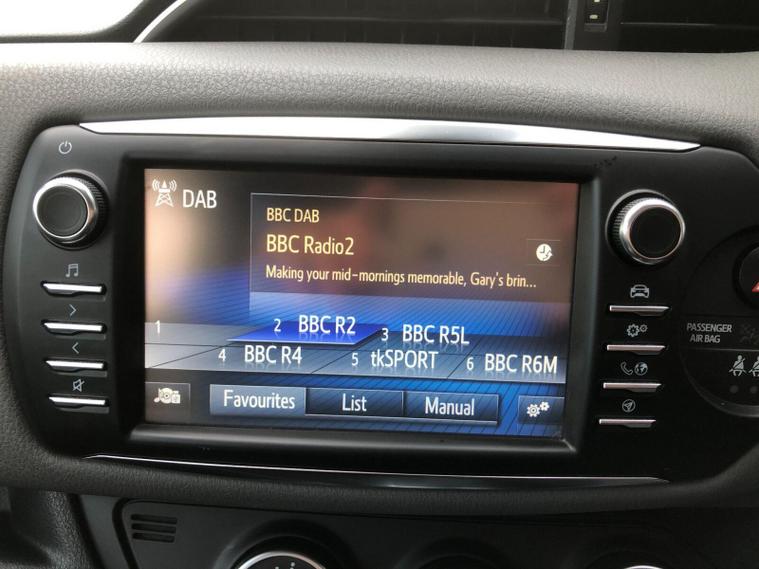 DAB
BBC DAB
BBC Radio2
Making your mid-mornings memorable, Gary's brin...
1
2 BBC R2
3 BBC R5L
4 BBC R4
5 tkSPORT
6 BBC R6M
Favourites
List
Manual
PASSENGER
AIR BAG